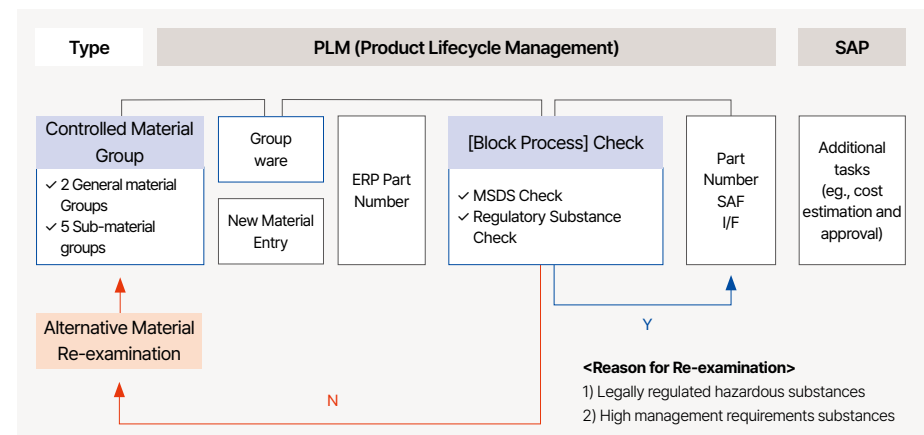 Type
PLM (Product Lifecycle Management)
SAP
Controlled Material
Group
✓ 2 General material
Groups
✓ 5 Sub-material
groups
Group
ware
New Material
Entry
ERP Part
Number
[Block Process] Check
✓ MSDS Check
✓ Regulatory Substance
Check
Part
Number
SAF
I/F
Additional
tasks
(eg., cost
estimation and
approval)
Alternative Material
Re-examination
Y
N
<Reason for Re-examination>
1) Legally regulated hazardous substances
2) High management requirements substances